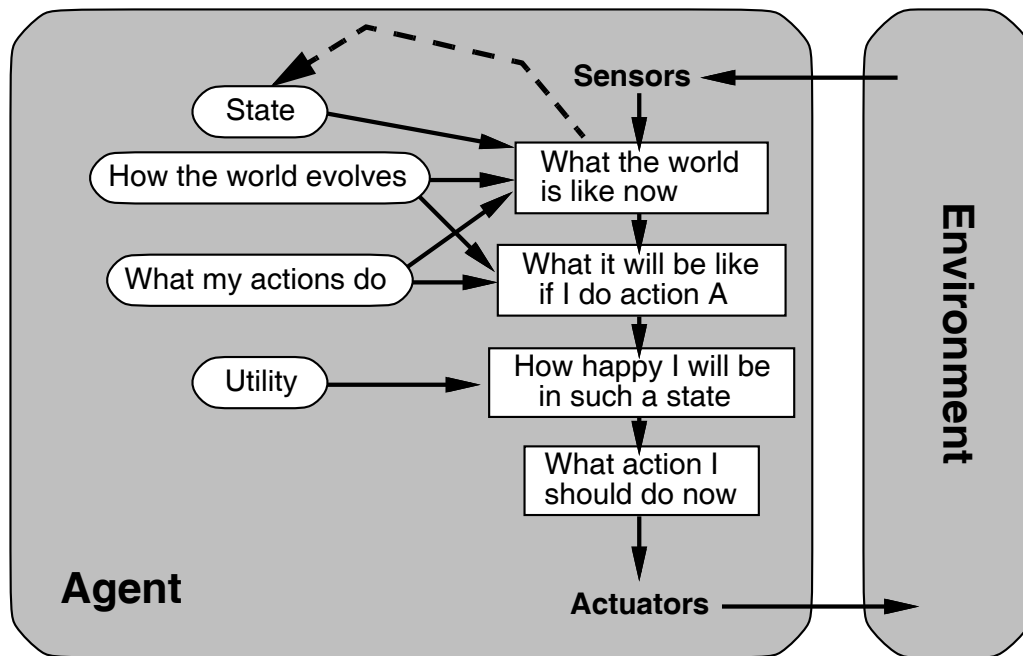 Sensors
State
What the world
is like now
How the world evolves
What it will be like
if I do action A
What my actions do
How happy I will be
in such a state
Utility
What action I
should do now
Agent
Actuators
Environment